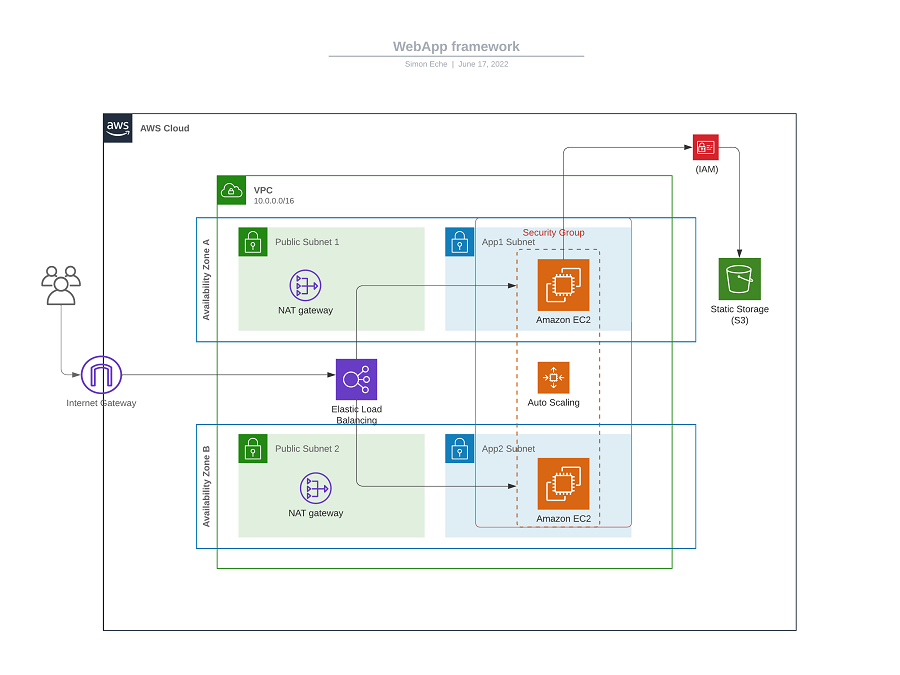 WebApp framework
Simon Eche | June 17, 2022
aws
AWS Cloud
(IAM)
VPC
10.0.0.0/16
Availability Zone A
Public Subnet 1
NAT gateway
Security Group
App1 Subnet
Amazon EC2
Static Storage
(S3)
Internet Gateway
Elastic Load
Balancing
Auto Scaling
Availability Zone B
Public Subnet 2
NAT gateway
App2 Subnet
Amazon EC2